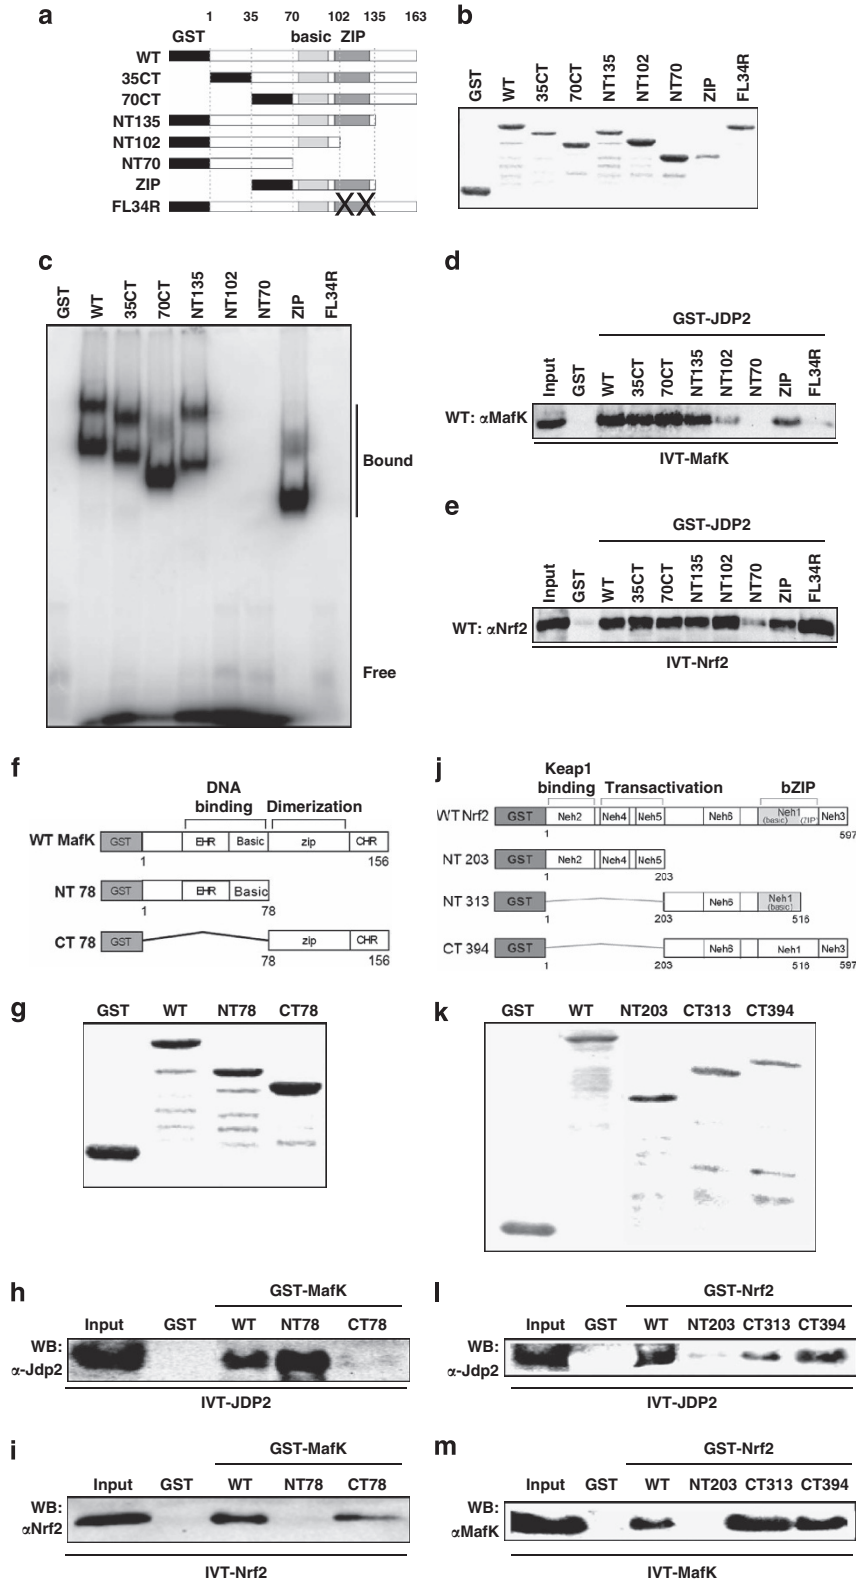 a
1 35 70 102 135 163
GST basic ZIP
WT
35CT
70CT
NT135
NT102
NT70
ZIP
FL34R
b
GST WT 35CT 70CT NT135 NT102 NT70 ZIP FL34R
c
GST WT 35CT 70CT NT135 NT102 NT70 ZIP FL34R
Bound
Free
d
GST-JDP2
Input GST WT 35CT 70CT NT135 NT102 NT70 ZIP FL34R
WT: αMafK
IVT-MafK
e
GST-JDP2
Input GST WT 35CT 70CT NT135 NT102 NT70 ZIP FL34R
WT: αNrf2
IVT-Nrf2
f
DNA
binding Dimerization
WT MafK GST EHR Basic zip CHR
1 156
NT 78 GST EHR Basic
1 78
CT 78 GST zip CHR
78 156
g
GST WT NT78 CT78
h
GST-MafK
Input GST WT NT78 CT78
WB:
α-Jdp2
IVT-JDP2
i
GST-MafK
Input GST WT NT78 CT78
WB:
αNrf2
IVT-Nrf2
j
Keap1
binding Transactivation bZIP
WT Nrf2 GST Neh2 Neh4 Neh5 Neh6 Neh1 Neh3
(basic) (ZIP)
1 597
NT 203 GST Neh2 Neh4 Neh5
1 203
NT 313 GST Neh6 Neh1
(basic)
1 203 516
CT 394 GST Neh6 Neh1 Neh3
1 203 516 597
k
GST WT NT203 CT313 CT394
l
GST-Nrf2
Input GST WT NT203 CT313 CT394
WB:
α-Jdp2
IVT-JDP2
m
GST-Nrf2
Input GST WT NT203 CT313 CT394
WB:
αMafK
IVT-MafK